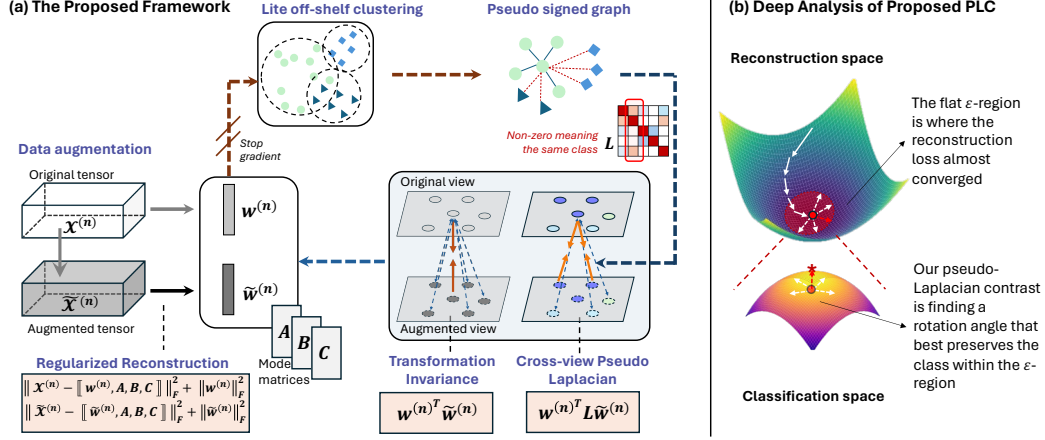 (a) The Proposed Framework
Lite off-shelf clustering
Pseudo signed graph
Stop
gradient
Non-zero meaning
the same class
L
Data augmentation
Original tensor
𝒳⁽ⁿ⁾
𝒳̃⁽ⁿ⁾
Augmented tensor
w⁽ⁿ⁾
w̃⁽ⁿ⁾
A
B
C
Mode
matrices
Original view
Augmented view
Regularized Reconstruction
‖ 𝒳⁽ⁿ⁾ − ⟦ w⁽ⁿ⁾, A, B, C ⟧ ‖²_F + ‖w⁽ⁿ⁾‖²_F
‖ 𝒳̃⁽ⁿ⁾ − ⟦ w̃⁽ⁿ⁾, A, B, C ⟧ ‖²_F + ‖w̃⁽ⁿ⁾‖²_F
Transformation
Invariance
w⁽ⁿ⁾ᵀ w̃⁽ⁿ⁾
Cross-view Pseudo
Laplacian
w⁽ⁿ⁾ᵀ L w̃⁽ⁿ⁾
(b) Deep Analysis of Proposed PLC
Reconstruction space
The flat ε-region
is where the
reconstruction
loss almost
converged
Our pseudo-
Laplacian contrast
is finding a
rotation angle that
best preserves the
class within the ε-
region
Classification space